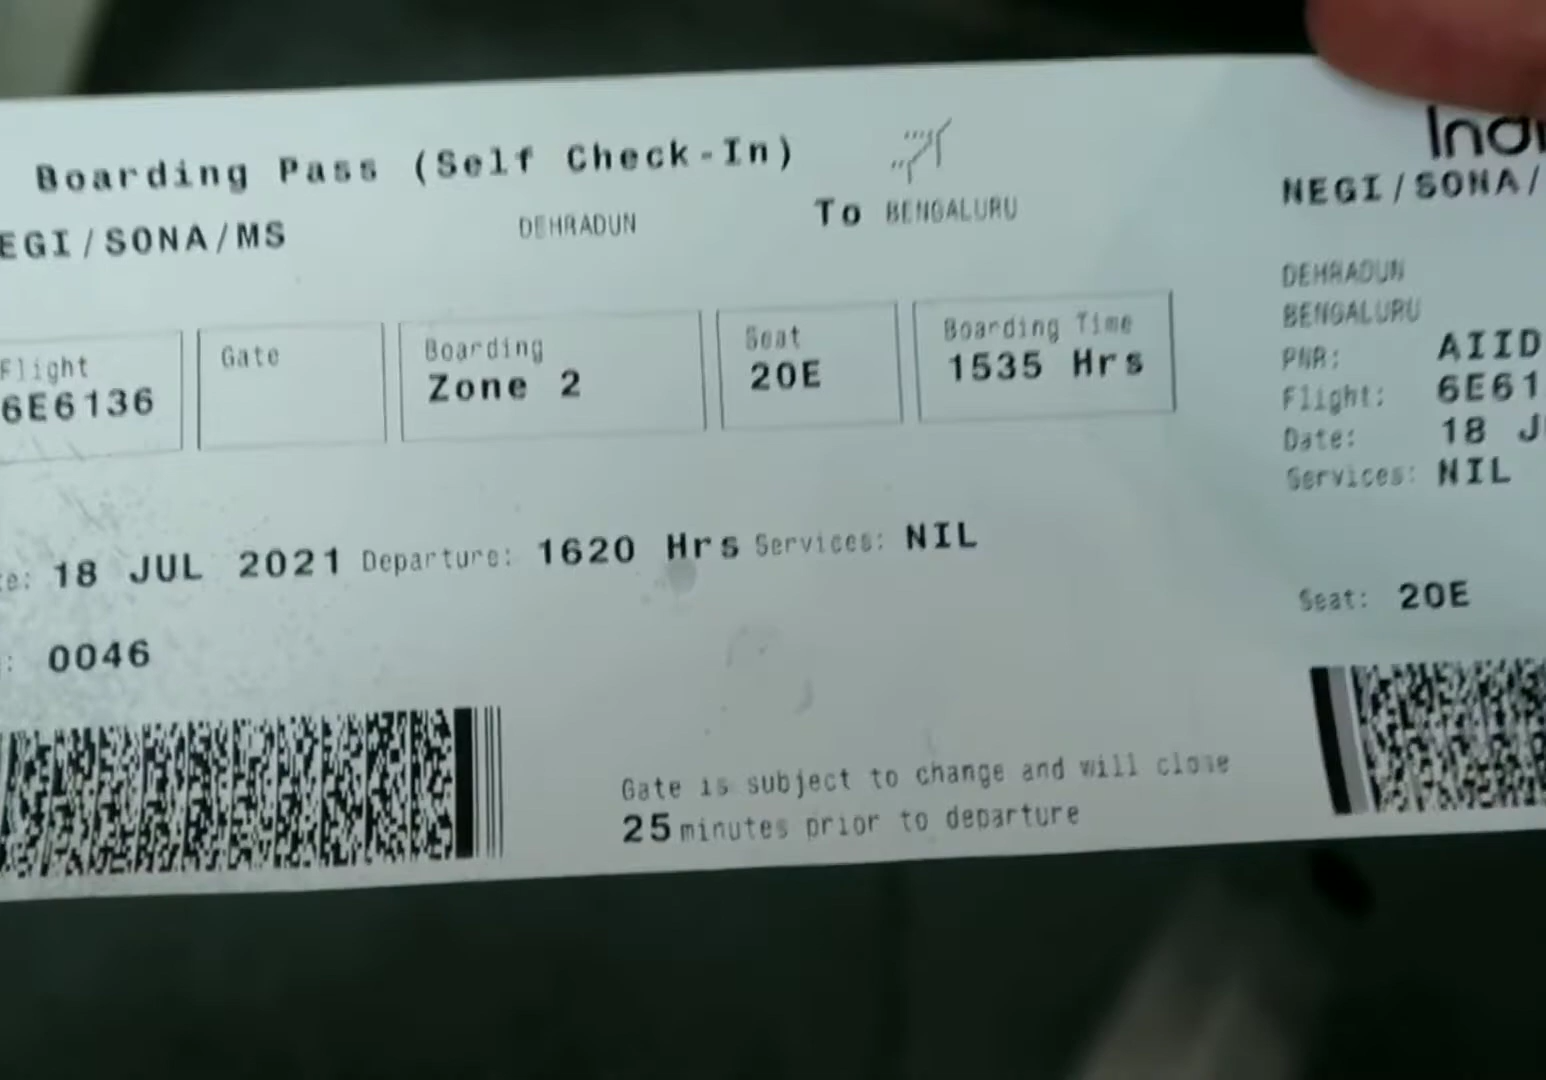 Boarding Pass (Self Check-In)
EGI/SONA/MS DEHRADUN To BENGALURU
Flight Gate Boarding Seat Boarding Time
6E6136 Zone 2 20E 1535 Hrs
e: 18 JUL 2021 Departure: 1620 Hrs Services: NIL
: 0046
Gate is subject to change and will close
25 minutes prior to departure
Indi
NEGI/SONA/
DEHRADUN
BENGALURU
PNR: AIID
Flight: 6E61
Date: 18 J
Services: NIL
Seat: 20E